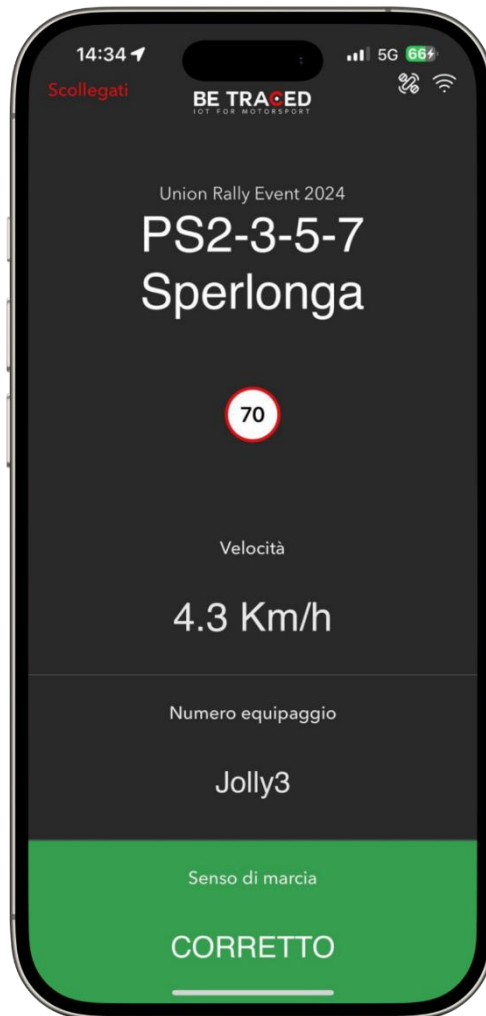 14:34
5G 66
Scollegati
BE TRACED
IOT FOR MOTORSPORT
Union Rally Event 2024
PS2-3-5-7
Sperlonga
70
Velocità
4.3 Km/h
Numero equipaggio
Jolly3
Senso di marcia
CORRETTO